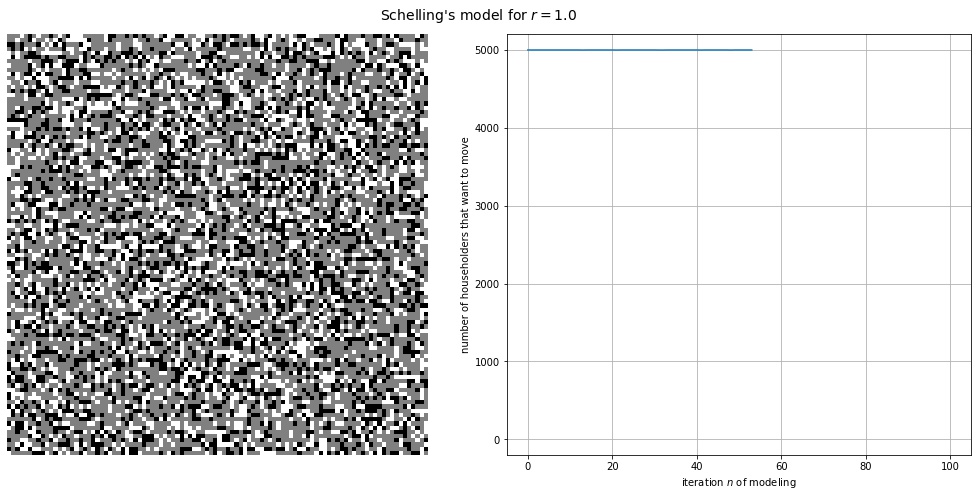 Schelling's model for r = 1.0
number of householders that want to move
5000
4000
3000
2000
1000
0
0 20 40 60 80 100
iteration n of modeling